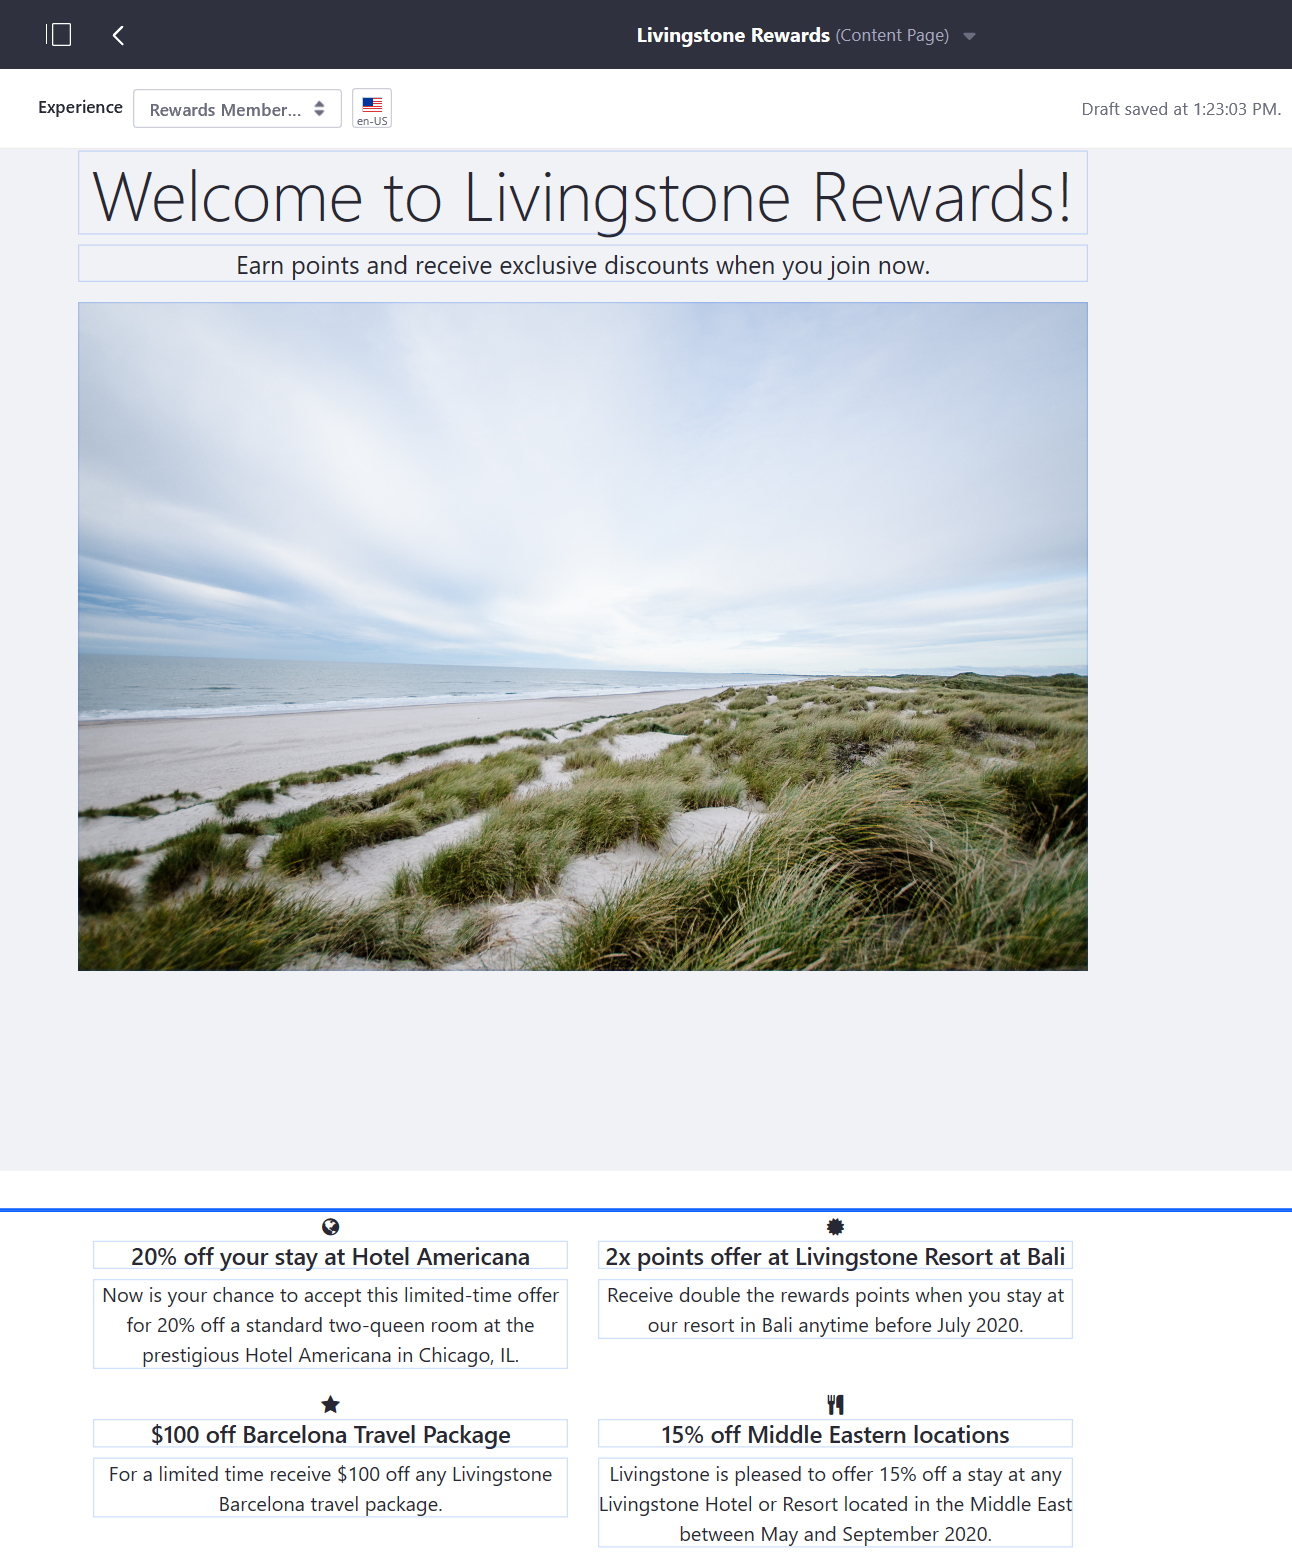 Livingstone Rewards (Content Page)
Experience
Rewards Member...
en-US
Draft saved at 1:23:03 PM.
Welcome to Livingstone Rewards!
Earn points and receive exclusive discounts when you join now.
20% off your stay at Hotel Americana
Now is your chance to accept this limited-time offer
for 20% off a standard two-queen room at the
prestigious Hotel Americana in Chicago, IL.
2x points offer at Livingstone Resort at Bali
Receive double the rewards points when you stay at
our resort in Bali anytime before July 2020.
$100 off Barcelona Travel Package
For a limited time receive $100 off any Livingstone
Barcelona travel package.
15% off Middle Eastern locations
Livingstone is pleased to offer 15% off a stay at any
Livingstone Hotel or Resort located in the Middle East
between May and September 2020.